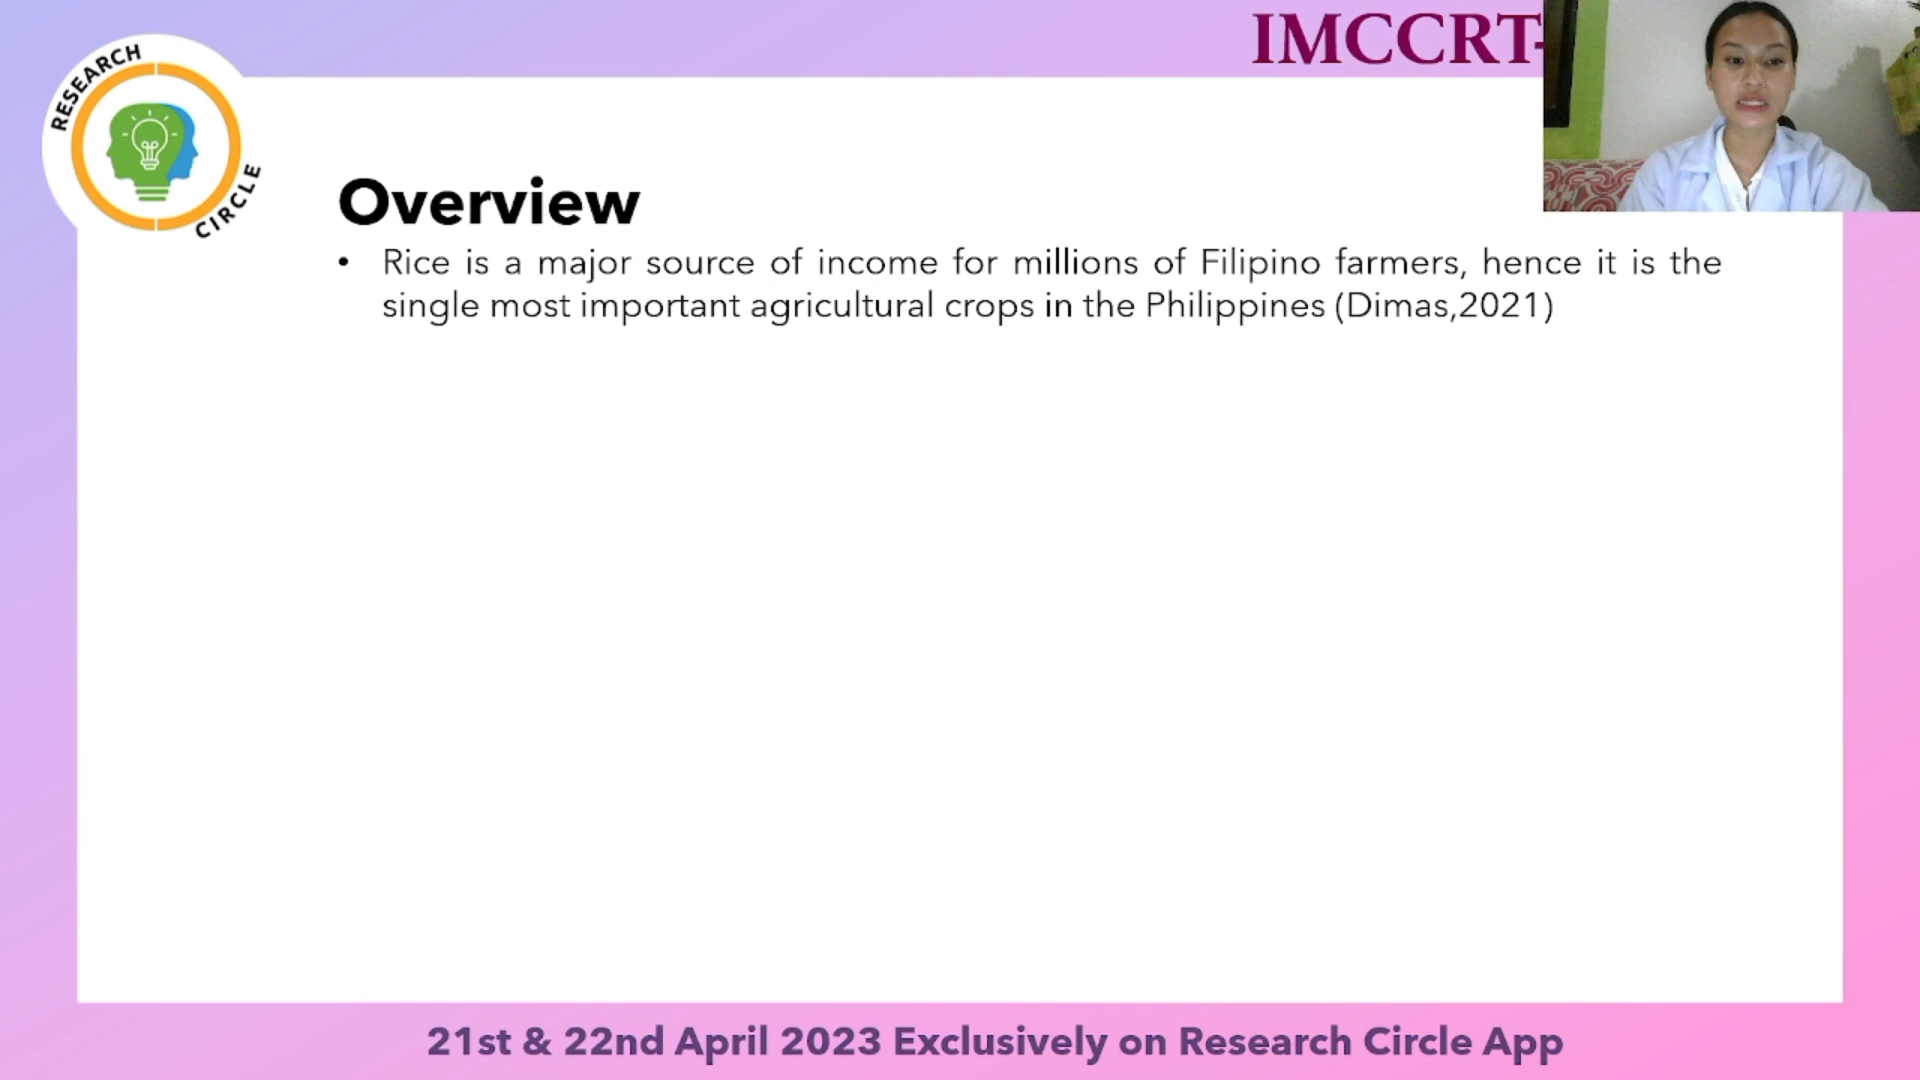 RESEARCH
CIRCLE
IMCCRT-
Overview
• Rice is a major source of income for millions of Filipino farmers, hence it is the
single most important agricultural crops in the Philippines (Dimas,2021)
21st & 22nd April 2023 Exclusively on Research Circle App